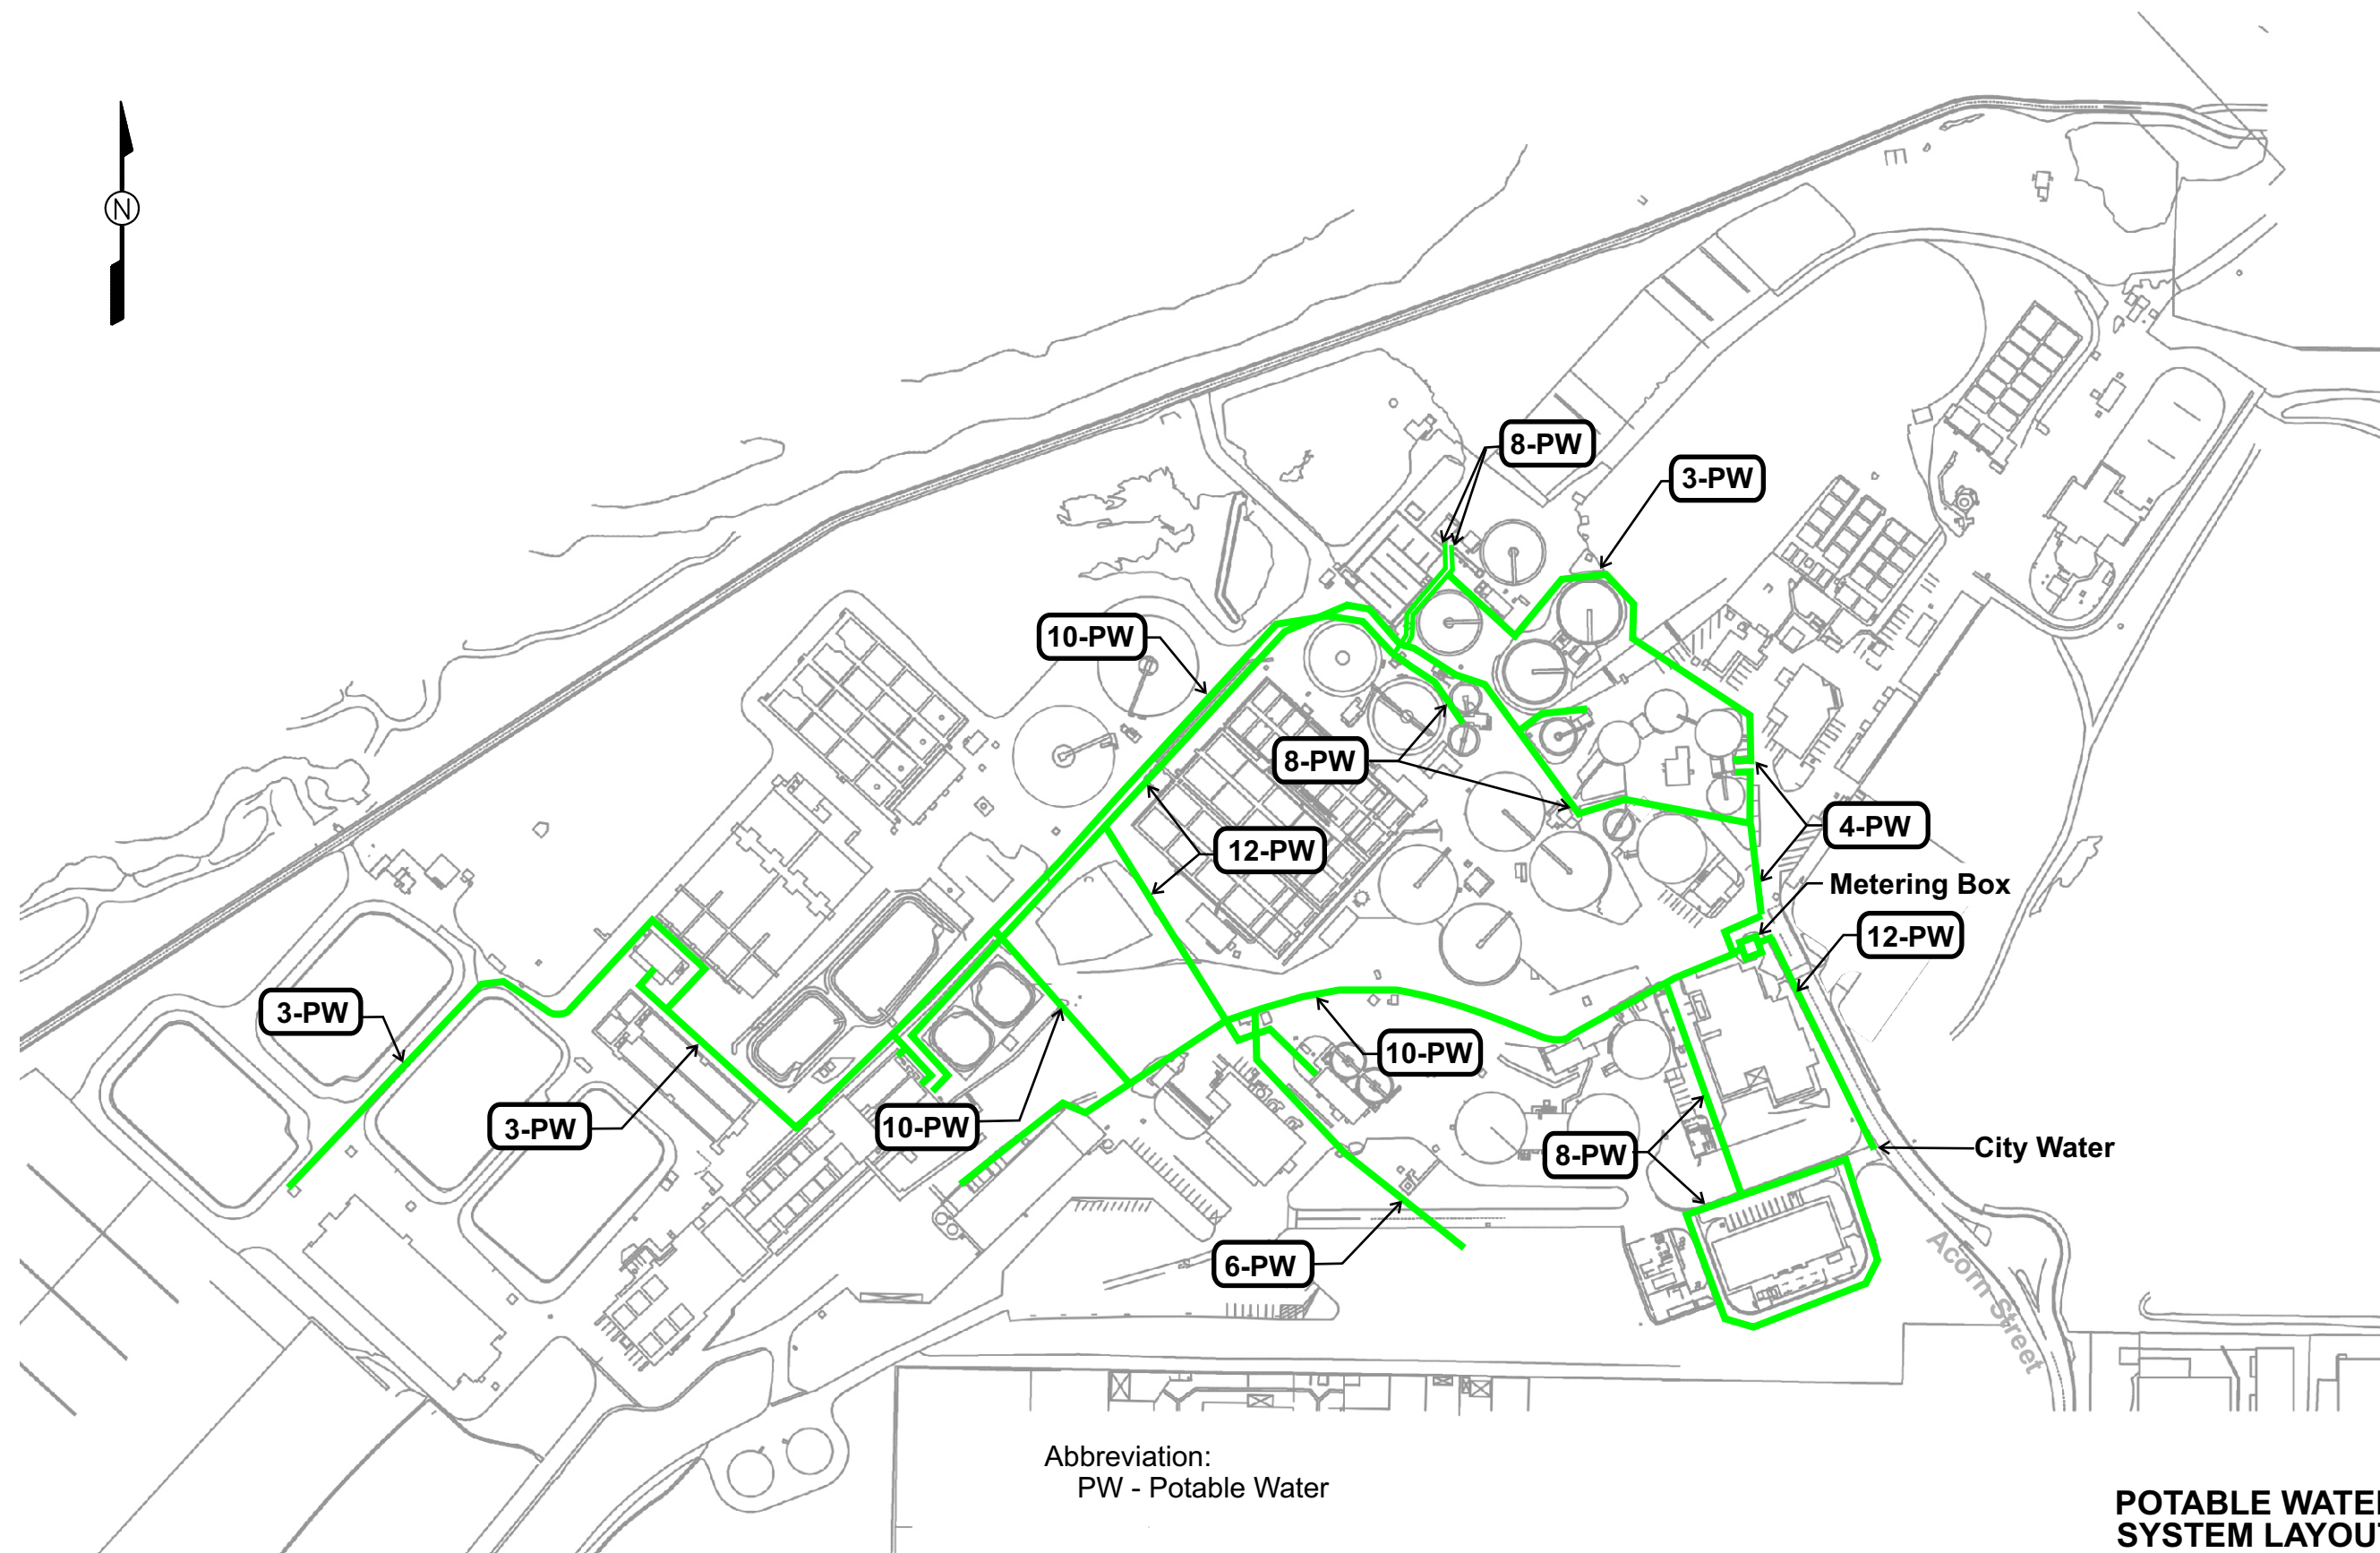 N
8-PW
3-PW
10-PW
8-PW
4-PW
12-PW
Metering Box
12-PW
3-PW
10-PW
3-PW
10-PW
City Water
8-PW
6-PW
Acorn Street
Abbreviation:
PW - Potable Water
POTABLE WATER
SYSTEM LAYOUT